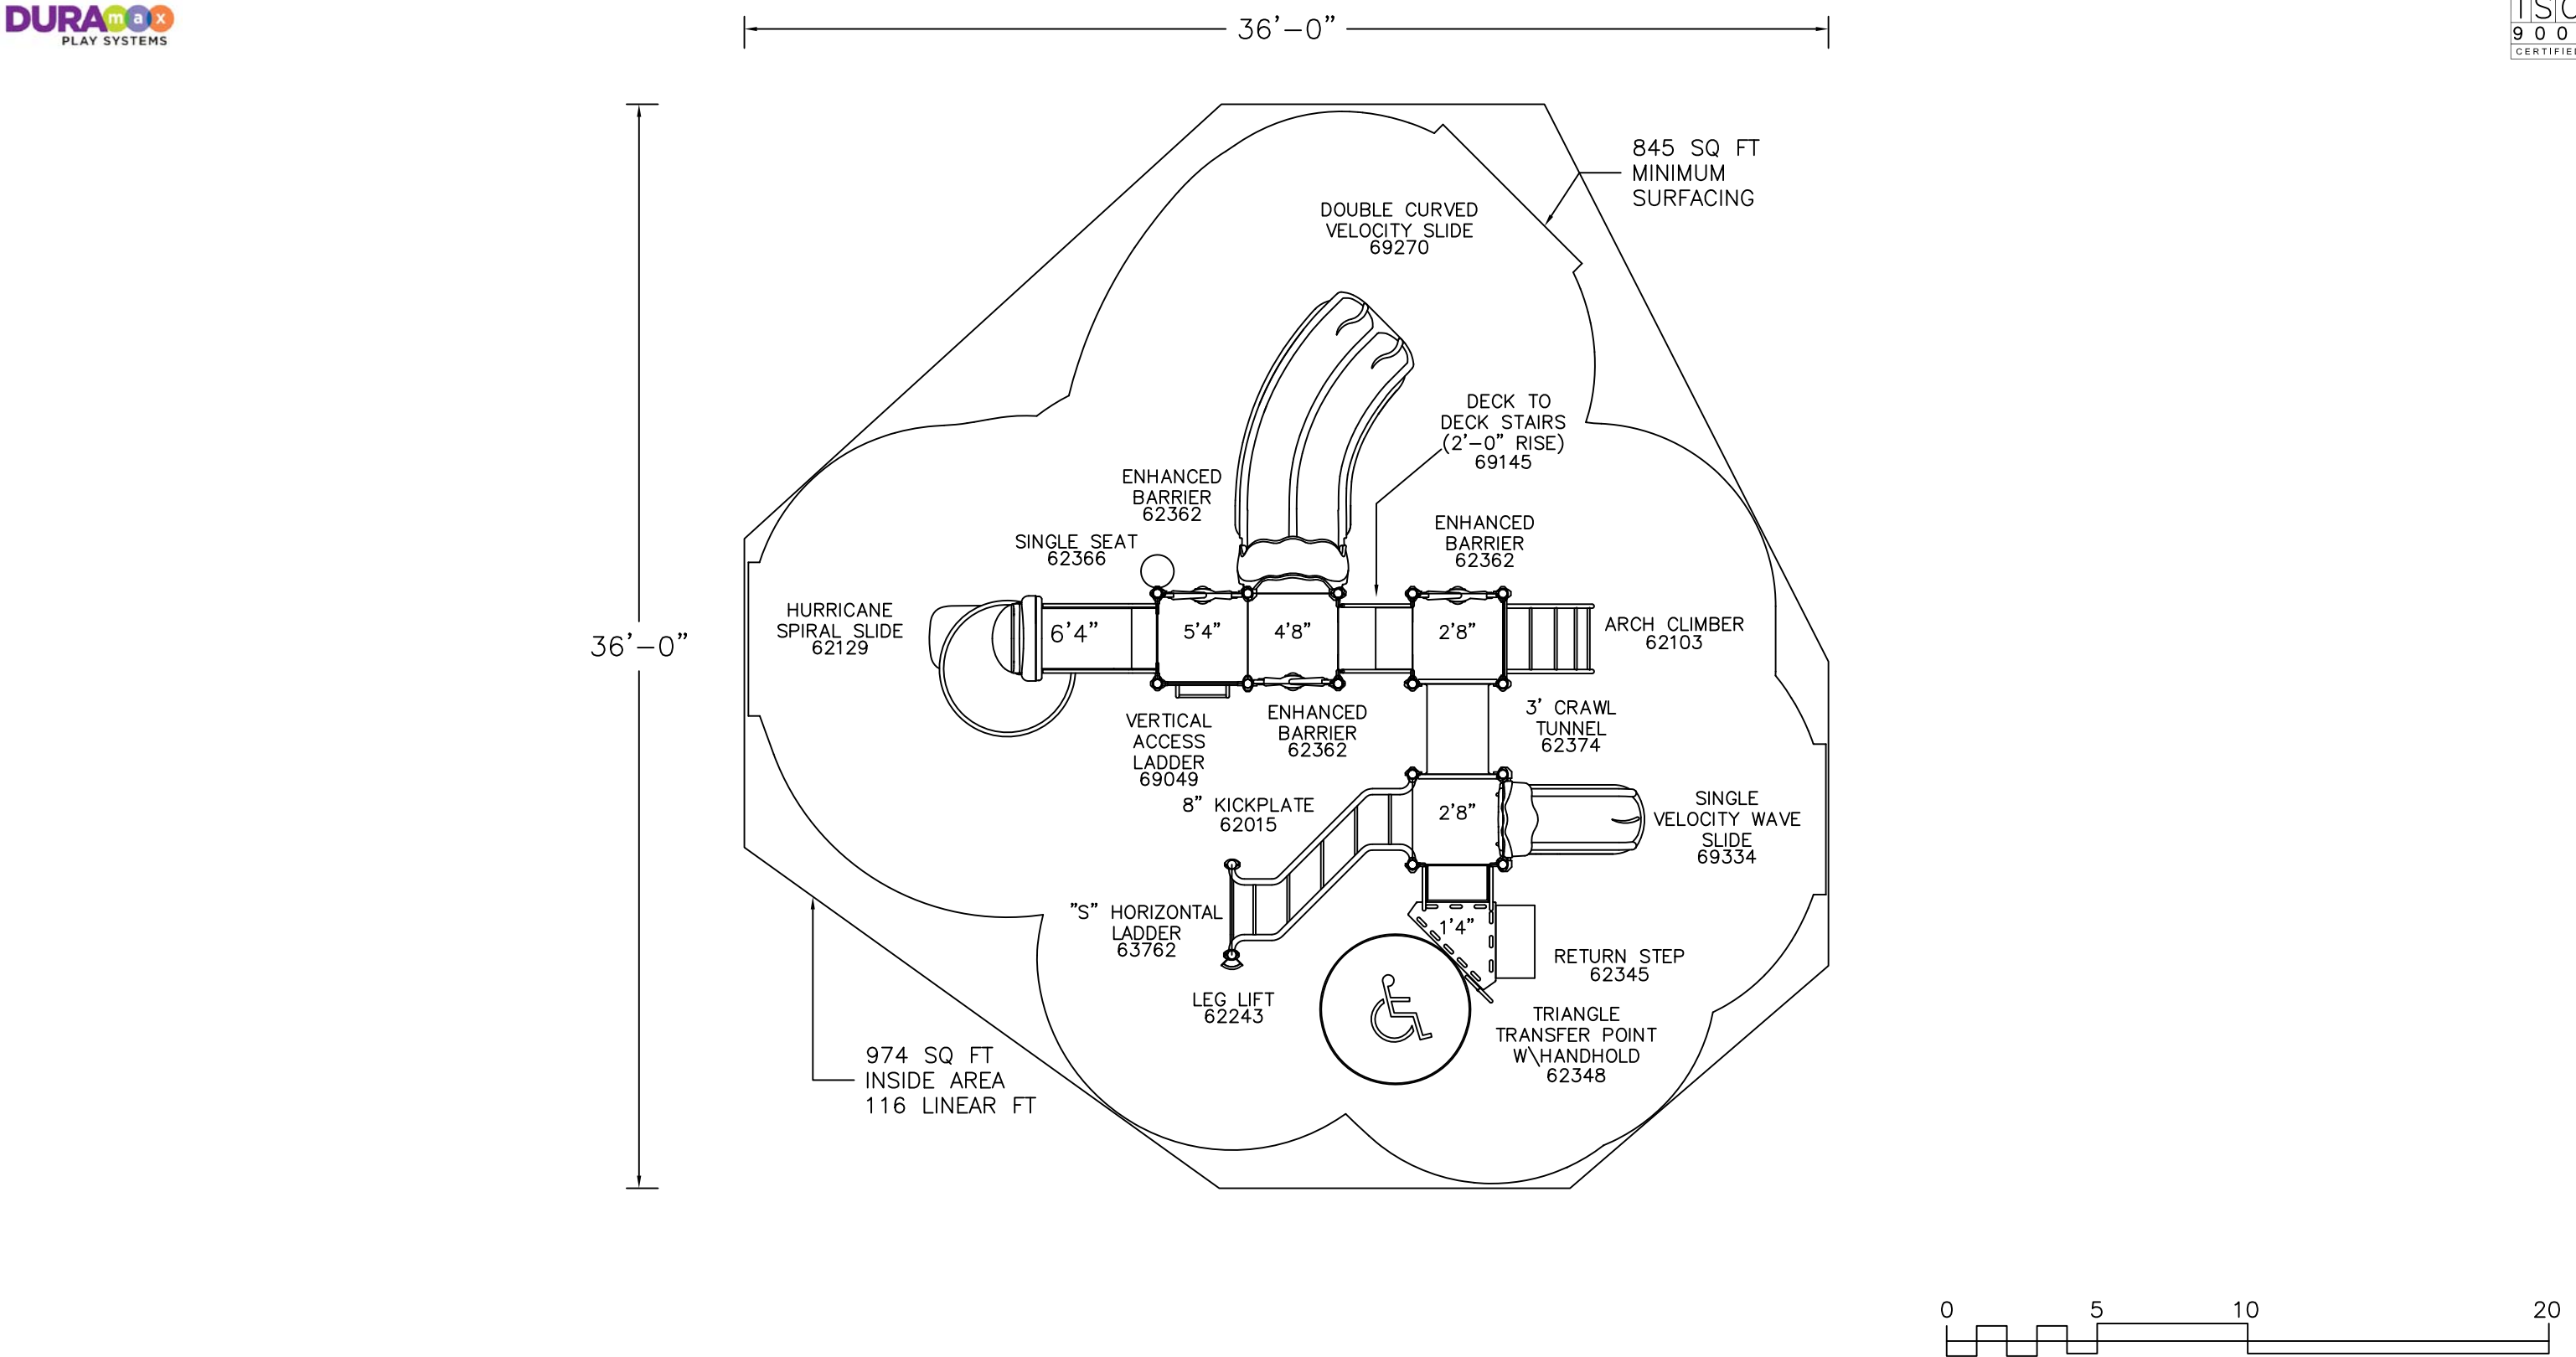 DURAmax
PLAY SYSTEMS
36'-0"
900
CERTIFIED
845 SQ FT
MINIMUM
SURFACING
DOUBLE CURVED
VELOCITY SLIDE
69270
DECK TO
DECK STAIRS
(2'-0" RISE)
69145
ENHANCED
BARRIER
62362
ENHANCED
BARRIER
62362
SINGLE SEAT
62366
36'-0"
HURRICANE
SPIRAL SLIDE
62129
6'4"
5'4"
4'8"
2'8"
ARCH CLIMBER
62103
VERTICAL
ACCESS
LADDER
69049
ENHANCED
BARRIER
62362
3' CRAWL
TUNNEL
62374
8" KICKPLATE
62015
2'8"
SINGLE
VELOCITY WAVE
SLIDE
69334
"S" HORIZONTAL
LADDER
63762
1'4"
RETURN STEP
62345
LEG LIFT
62243
TRIANGLE
TRANSFER POINT
W\HANDHOLD
62348
974 SQ FT
INSIDE AREA
116 LINEAR FT
0 5 10 20